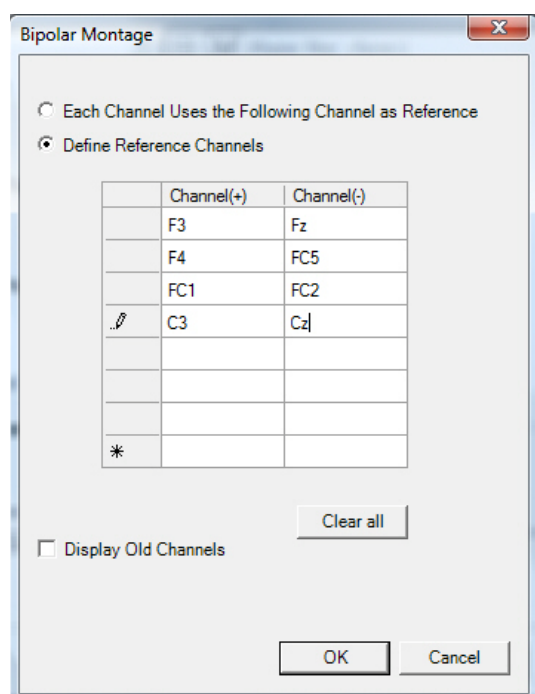 Bipolar Montage
Each Channel Uses the Following Channel as Reference
Define Reference Channels
Channel(+) Channel(-)
F3 Fz
F4 FC5
FC1 FC2
C3 Cz
Clear all
Display Old Channels
OK Cancel